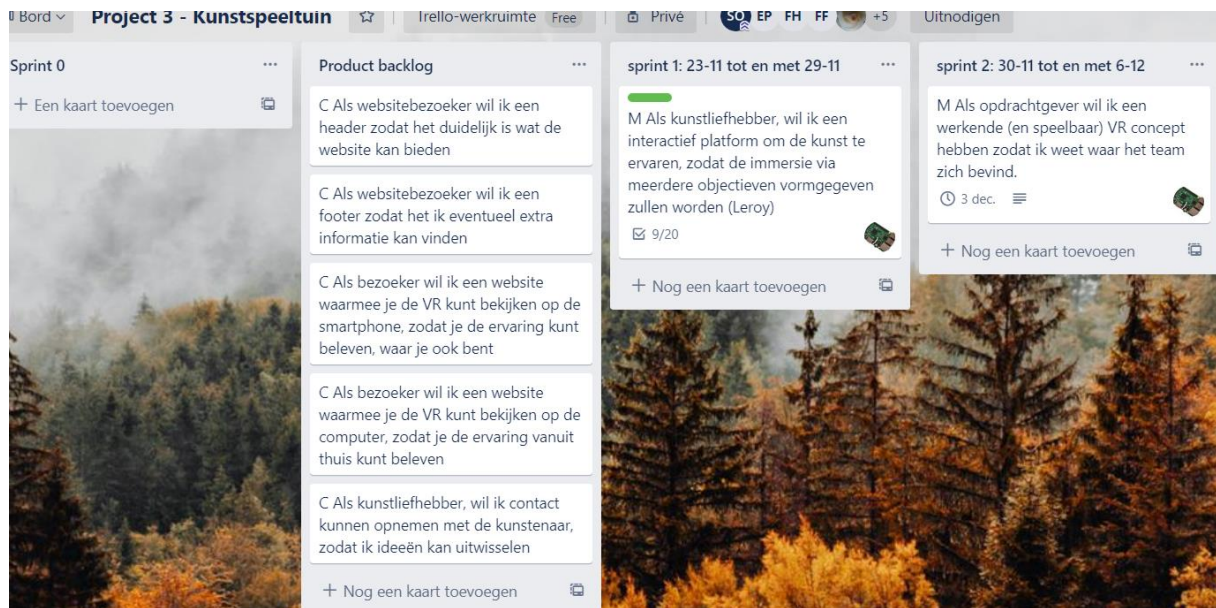 Bord
Project 3 - Kunstspeeltuin
Trello-werkruimte Free
Privé
SO EP FH FF +5
Uitnodigen
Sprint 0
+ Een kaart toevoegen
Product backlog
C Als websitebezoeker wil ik een
header zodat het duidelijk is wat de
website kan bieden
C Als websitebezoeker wil ik een
footer zodat het ik eventueel extra
informatie kan vinden
C Als bezoeker wil ik een website
waarmee je de VR kunt bekijken op de
smartphone, zodat je de ervaring kunt
beleven, waar je ook bent
C Als bezoeker wil ik een website
waarmee je de VR kunt bekijken op de
computer, zodat je de ervaring vanuit
thuis kunt beleven
C Als kunstliefhebber, wil ik contact
kunnen opnemen met de kunstenaar,
zodat ik ideeën kan uitwisselen
+ Nog een kaart toevoegen
sprint 1: 23-11 tot en met 29-11
M Als kunstliefhebber, wil ik een
interactief platform om de kunst te
ervaren, zodat de immersie via
meerdere objectieven vormgegeven
zullen worden (Leroy)
9/20
+ Nog een kaart toevoegen
sprint 2: 30-11 tot en met 6-12
M Als opdrachtgever wil ik een
werkende (en speelbaar) VR concept
hebben zodat ik weet waar het team
zich bevind.
3 dec.
+ Nog een kaart toevoegen